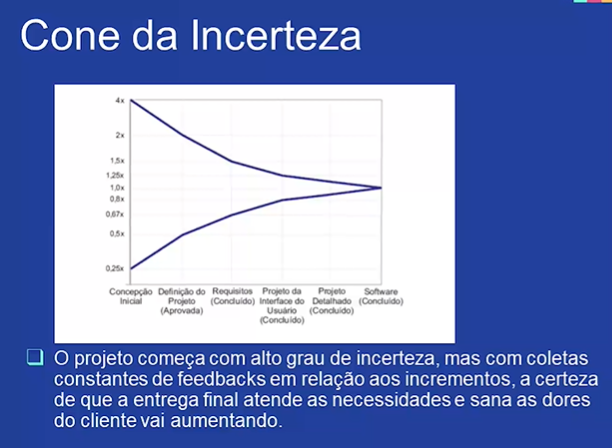 Cone da Incerteza
4x
2x
1,5x
1,25x
1,0x
0,8x
0,67x
0,5x
0,25x
Concepção Inicial
Definição do Projeto (Aprovada)
Requisitos (Concluído)
Projeto da Interface do Usuário (Concluído)
Projeto Detalhado (Concluído)
Software (Concluído)
O projeto começa com alto grau de incerteza, mas com coletas
constantes de feedbacks em relação aos incrementos, a certeza
de que a entrega final atende as necessidades e sana as dores
do cliente vai aumentando.